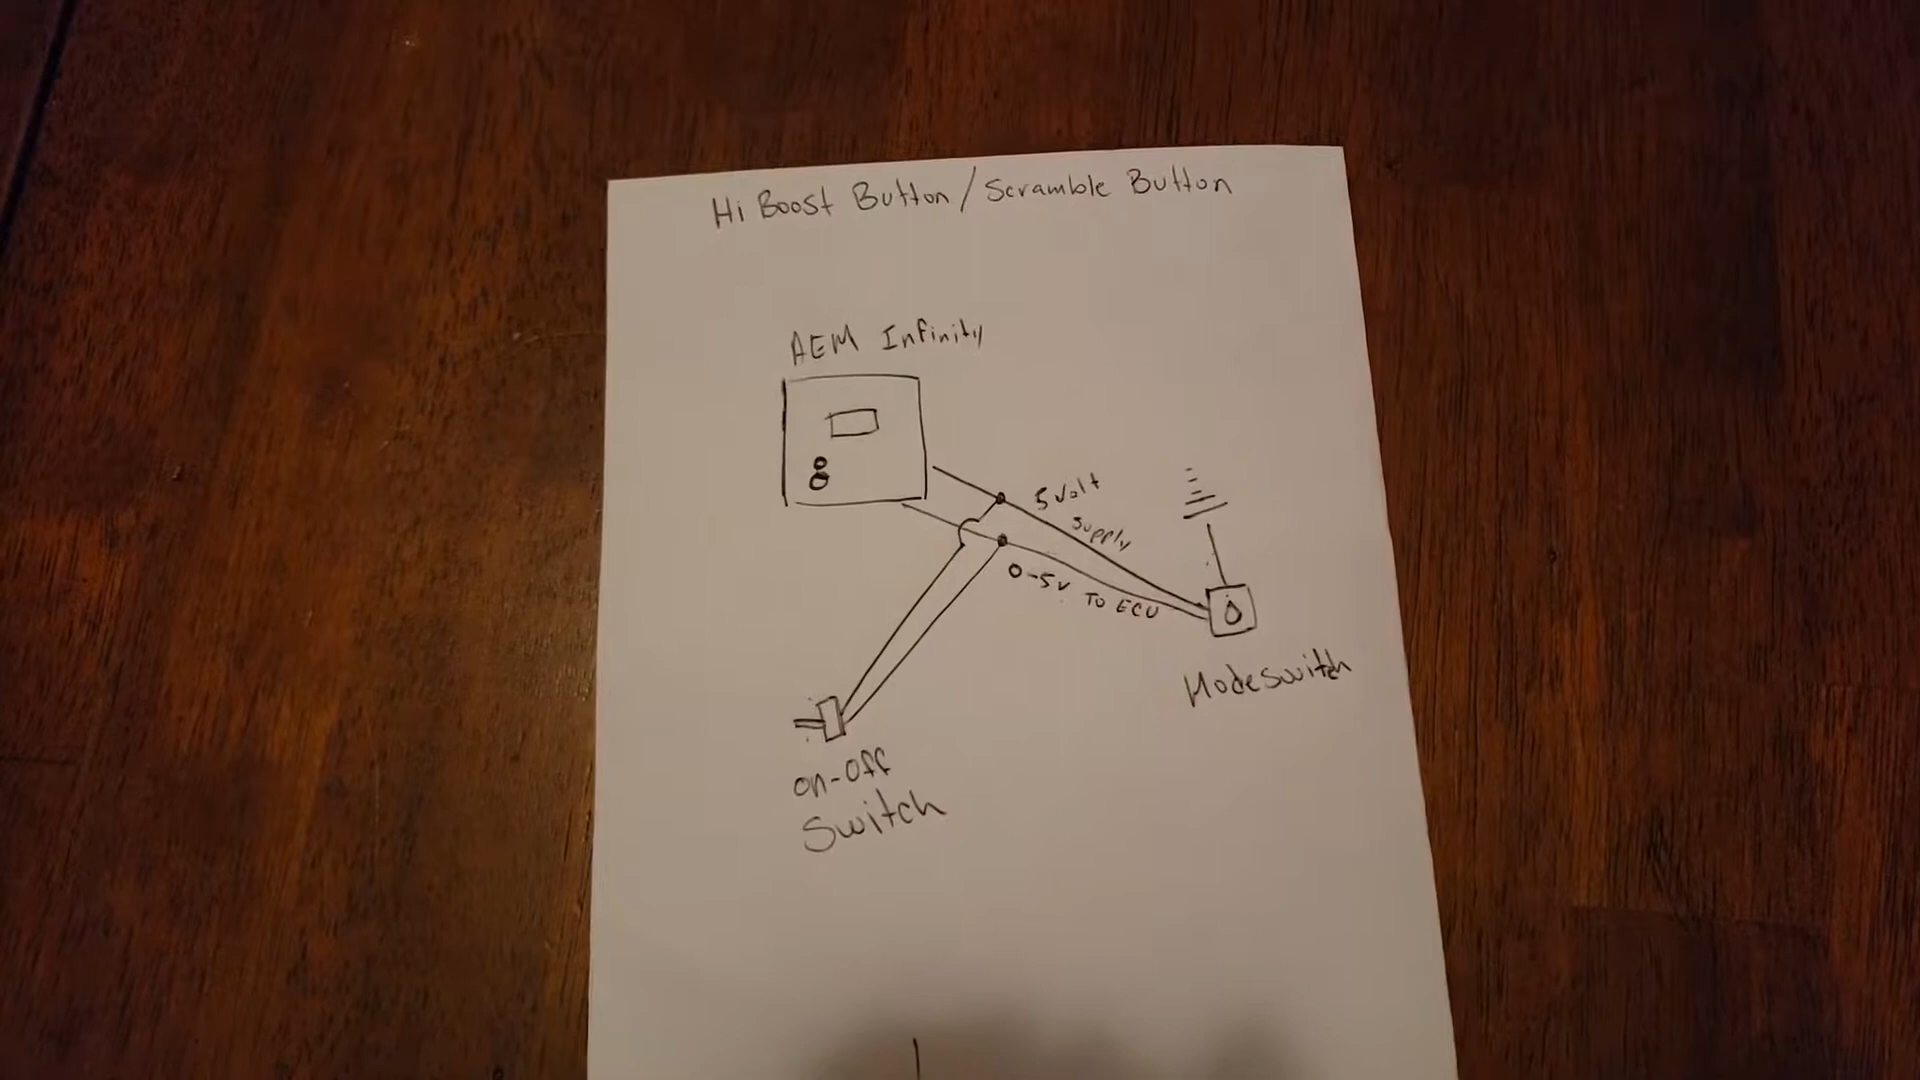 Hi Boost Button / Scramble Button
AEM Infinity
5 Volt
Supply
0-5v TO ECU
Modeswitch
on-off
Switch